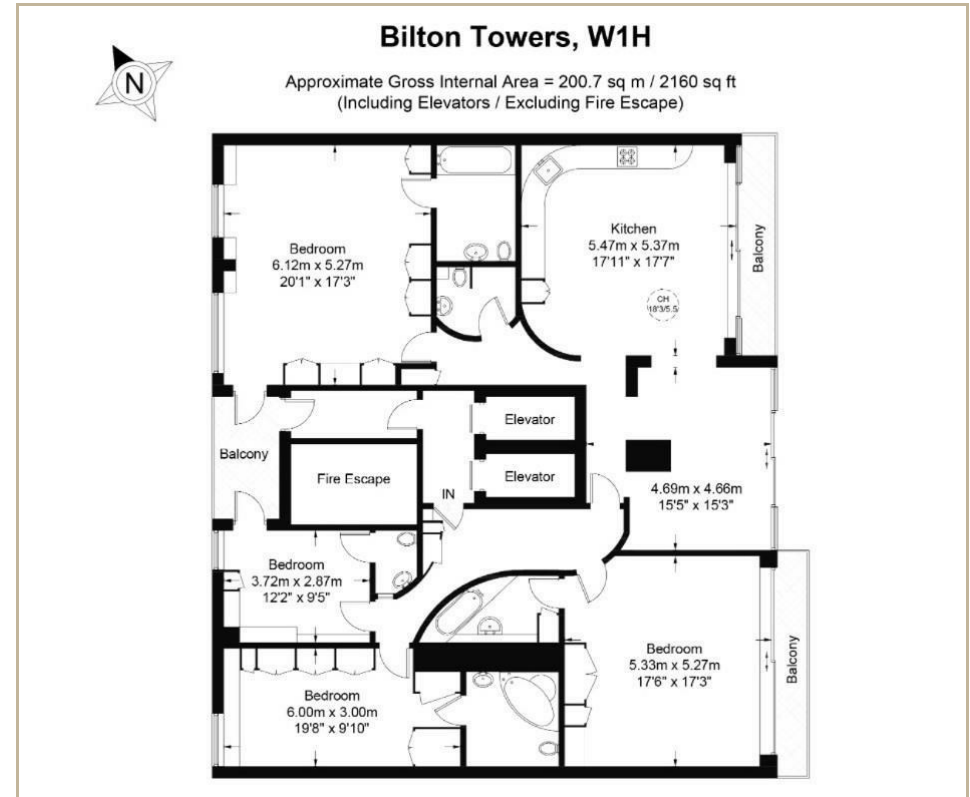 Bilton Towers, W1H
N
Approximate Gross Internal Area = 200.7 sq m / 2160 sq ft
(Including Elevators / Excluding Fire Escape)
Bedroom
6.12m x 5.27m
20'1" x 17'3"
Kitchen
5.47m x 5.37m
17'11" x 17'7"
CH
18'3/5.5
Balcony
Elevator
Elevator
Balcony
Fire Escape
IN
4.69m x 4.66m
15'5" x 15'3"
Bedroom
3.72m x 2.87m
12'2" x 9'5"
Bedroom
5.33m x 5.27m
17'6" x 17'3"
Balcony
Bedroom
6.00m x 3.00m
19'8" x 9'10"